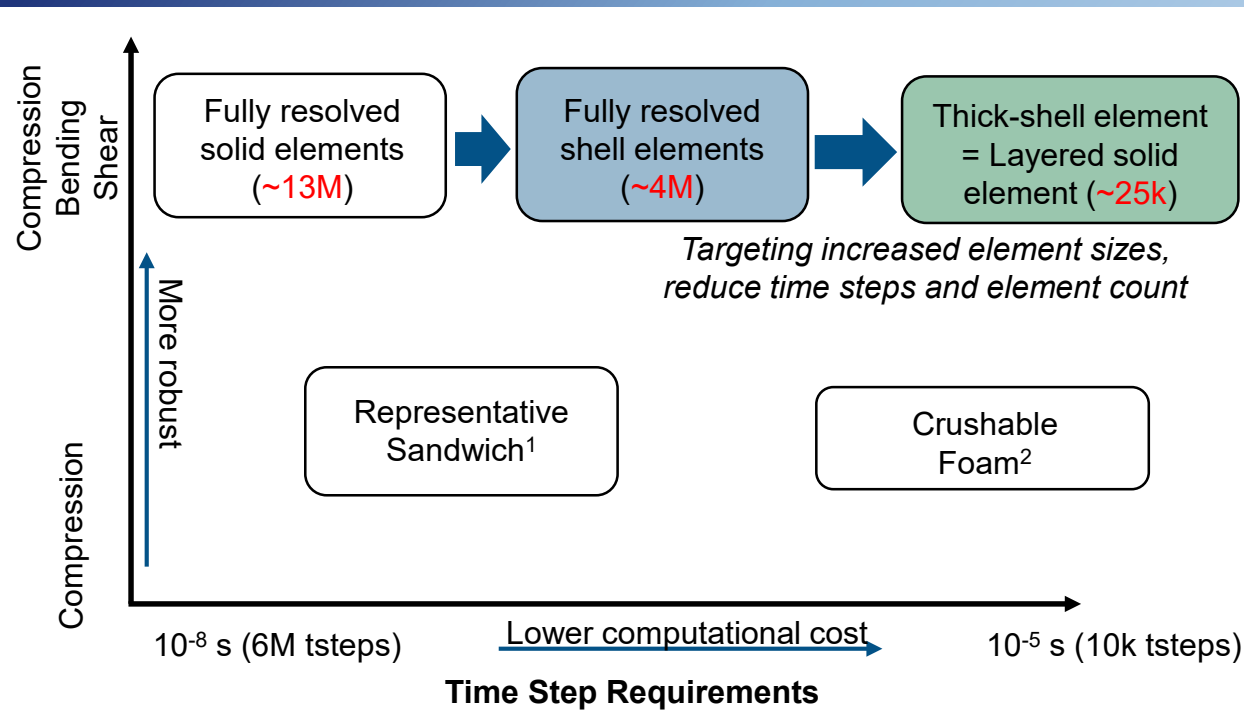 Compression
Bending
Shear
Fully resolved
solid elements
(~13M)
Fully resolved
shell elements
(~4M)
Thick-shell element
= Layered solid
element (~25k)
Targeting increased element sizes,
reduce time steps and element count
More robust
Representative
Sandwich¹
Crushable
Foam²
Compression
10⁻⁸ s (6M tsteps)
Lower computational cost
10⁻⁵ s (10k tsteps)
Time Step Requirements